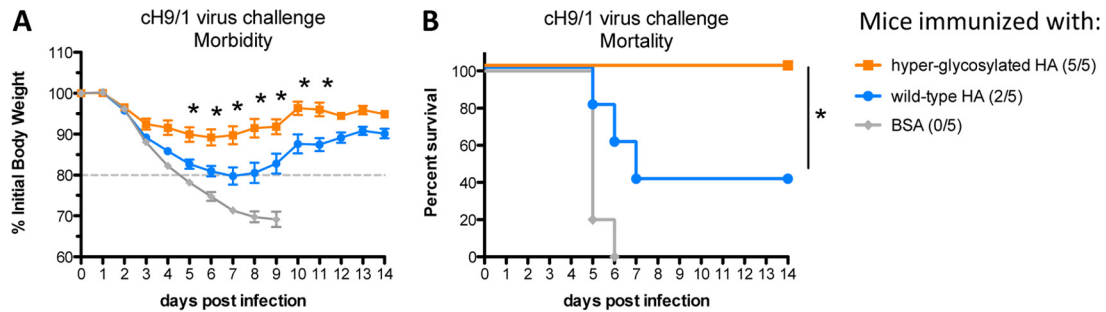 A
cH9/1 virus challenge
Morbidity
% Initial Body Weight
110
100
90
80
70
60
0 1 2 3 4 5 6 7 8 9 10 11 12 13 14
days post infection
* * * * * * *
B
cH9/1 virus challenge
Mortality
Percent survival
100
80
60
40
20
0
0 1 2 3 4 5 6 7 8 9 10 11 12 13 14
days post infection
*
Mice immunized with:
hyper-glycosylated HA (5/5)
wild-type HA (2/5)
BSA (0/5)